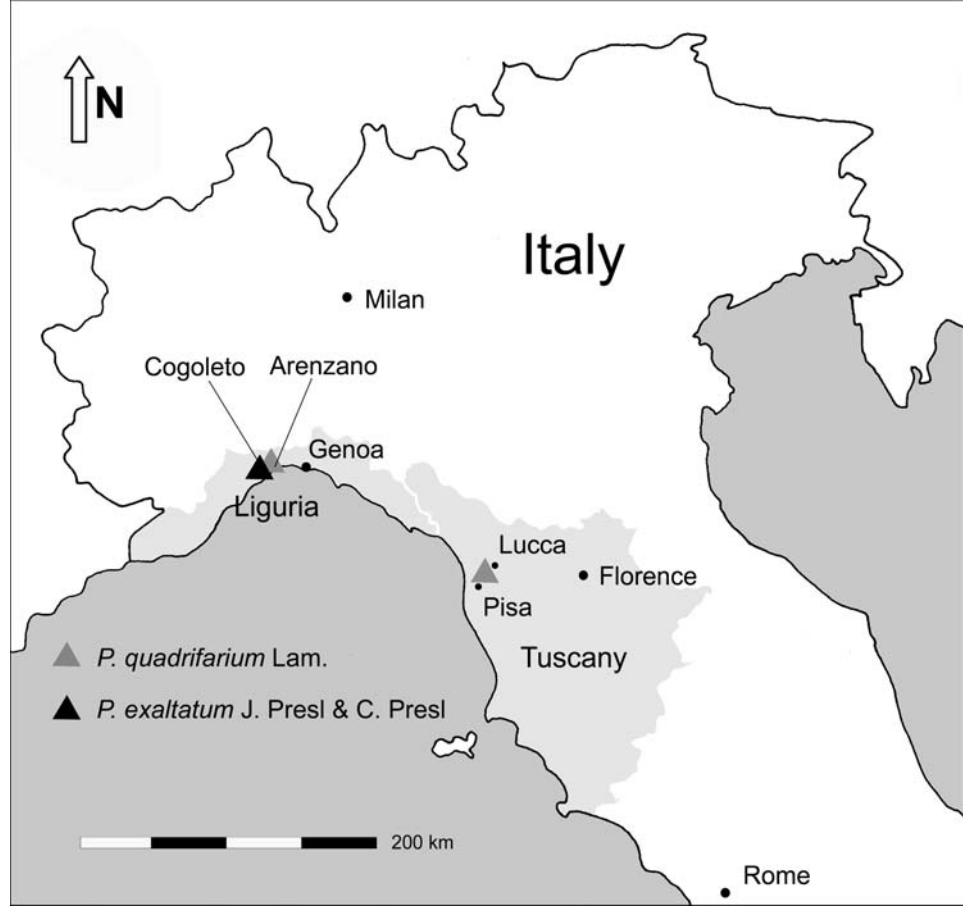 N
Italy
Milan
Cogoleto
Arenzano
Genoa
Liguria
Lucca
Florence
Pisa
Tuscany
P. quadrifarium Lam.
P. exaltatum J. Presl & C. Presl
200 km
Rome